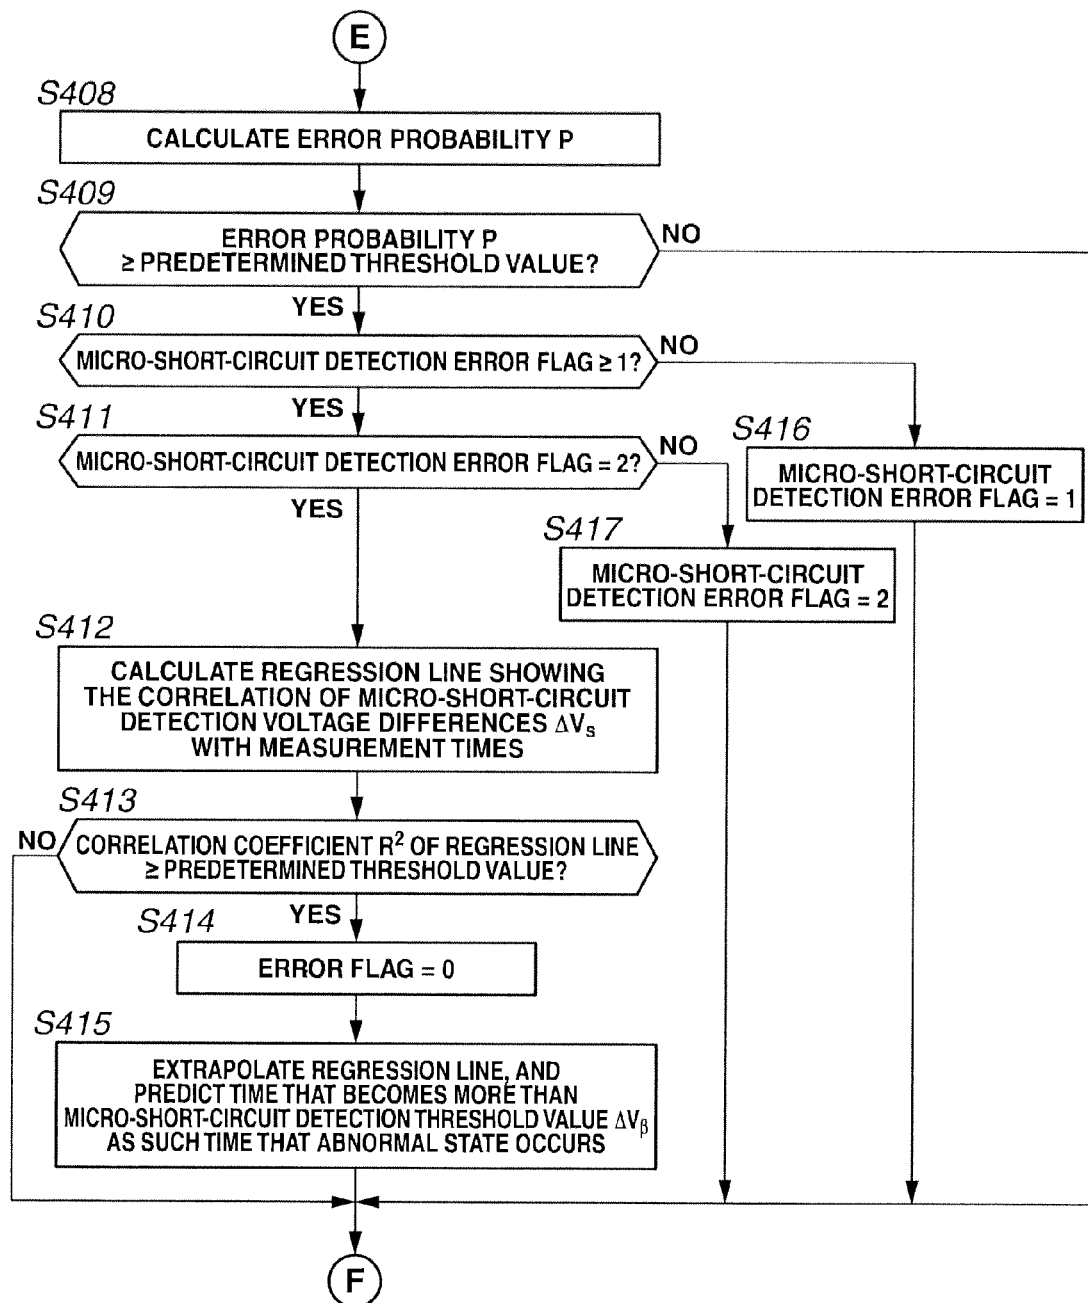 E
S408
CALCULATE ERROR PROBABILITY P
S409
ERROR PROBABILITY P
≥ PREDETERMINED THRESHOLD VALUE?
NO
YES
S410
MICRO-SHORT-CIRCUIT DETECTION ERROR FLAG ≥ 1?
NO
YES
S411
MICRO-SHORT-CIRCUIT DETECTION ERROR FLAG = 2?
NO
YES
S416
MICRO-SHORT-CIRCUIT
DETECTION ERROR FLAG = 1
S417
MICRO-SHORT-CIRCUIT
DETECTION ERROR FLAG = 2
S412
CALCULATE REGRESSION LINE SHOWING
THE CORRELATION OF MICRO-SHORT-CIRCUIT
DETECTION VOLTAGE DIFFERENCES ΔVs
WITH MEASUREMENT TIMES
S413
NO
CORRELATION COEFFICIENT R² OF REGRESSION LINE
≥ PREDETERMINED THRESHOLD VALUE?
YES
S414
ERROR FLAG = 0
S415
EXTRAPOLATE REGRESSION LINE, AND
PREDICT TIME THAT BECOMES MORE THAN
MICRO-SHORT-CIRCUIT DETECTION THRESHOLD VALUE ΔVβ
AS SUCH TIME THAT ABNORMAL STATE OCCURS
F